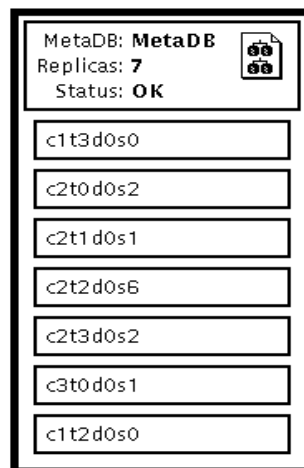 MetaDB: MetaDB
Replicas: 7
Status: OK
c1t3d0s0
c2t0d0s2
c2t1d0s1
c2t2d0s6
c2t3d0s2
c3t0d0s1
c1t2d0s0